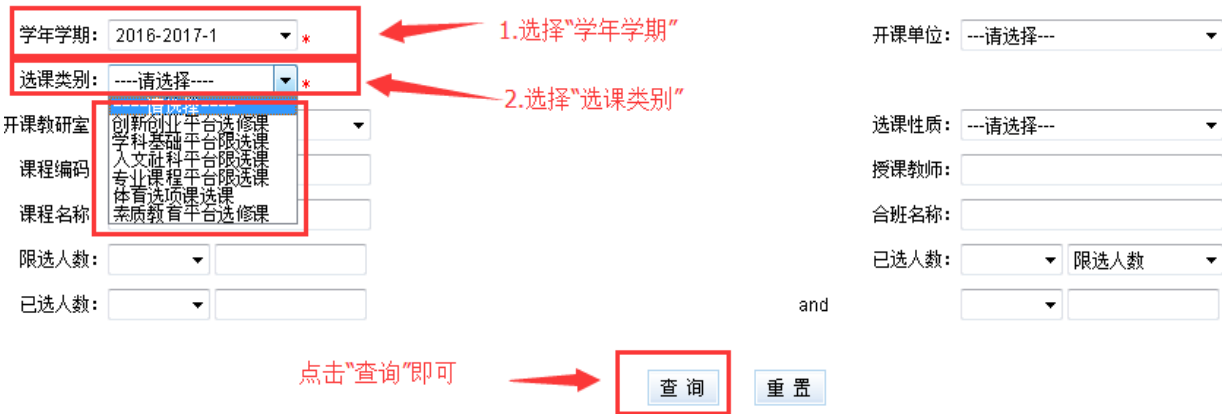 学年学期： 2016-2017-1 * 1.选择“学年学期” 开课单位： ---请选择---
选课类别： ----请选择---- * 2.选择“选课类别”
----请选择----
开课教研室 创新创业平台选修课 选课性质： ---请选择---
学科基础平台限选课
人文社科平台限选课
课程编码 专业课程平台限选课 授课教师：
体育选项课选课
课程名称 素质教育平台选修课 合班名称：
限选人数： 已选人数： 限选人数
已选人数： and
点击“查询”即可 查 询 重 置